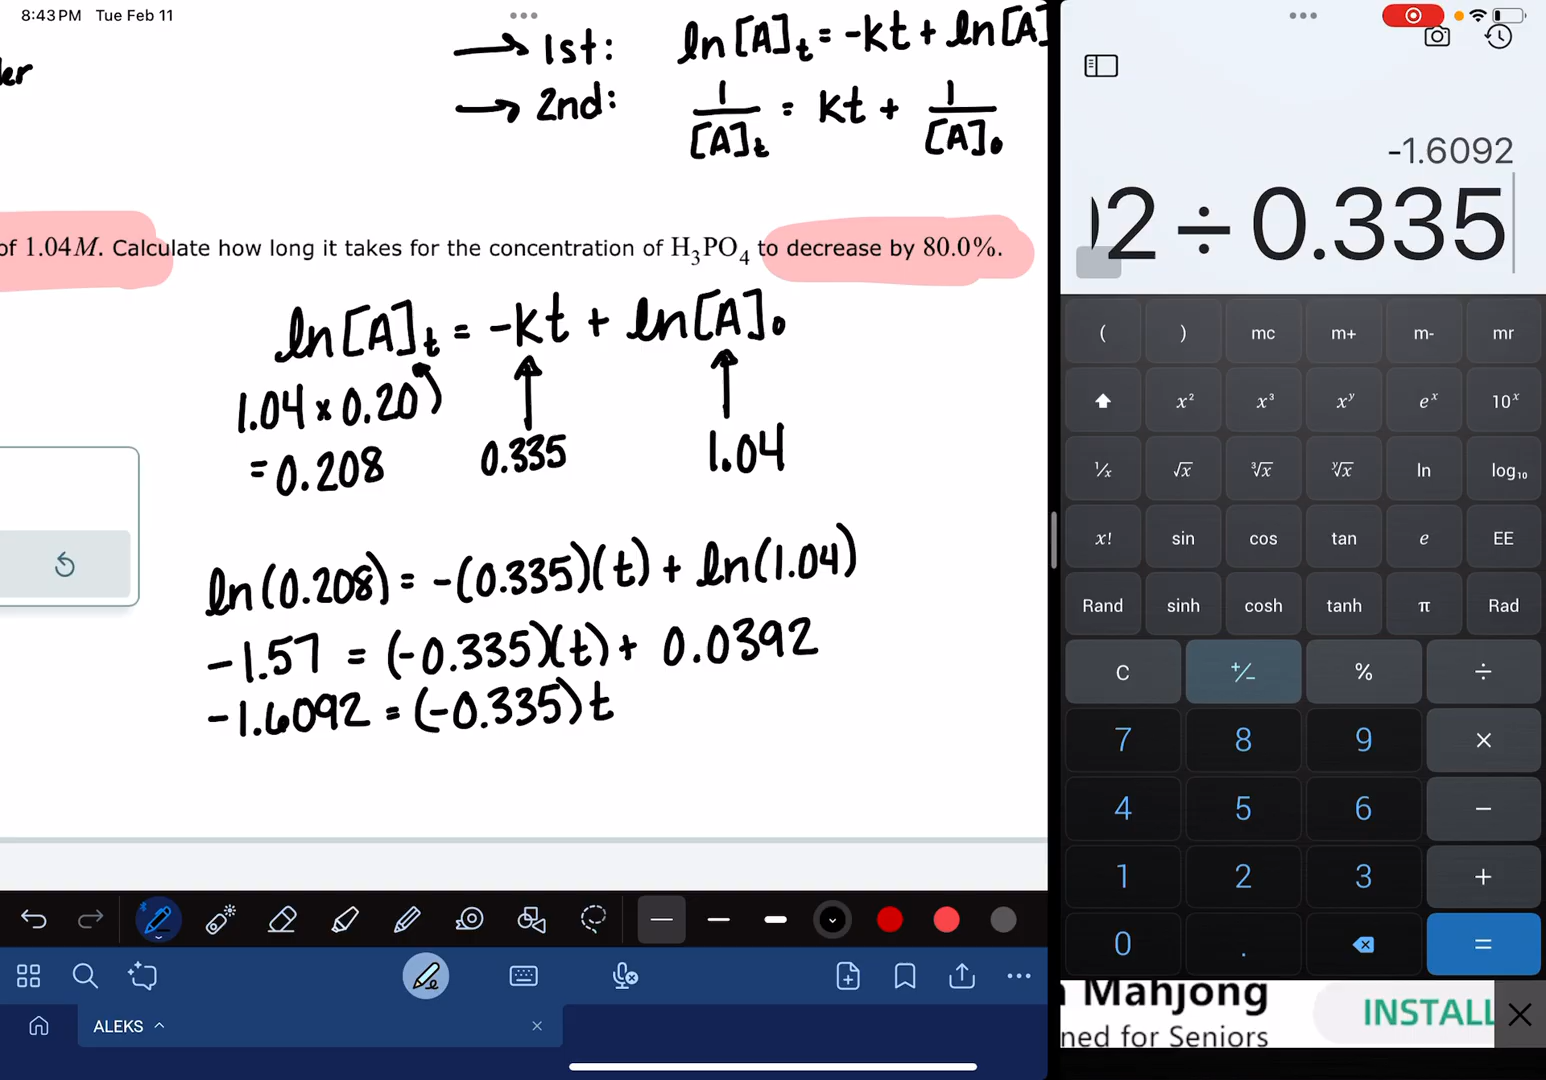 8:43 PM Tue Feb 11
er
→ 1st: ln[A]t = -kt + ln[A]
→ 2nd: 1/[A]t = kt + 1/[A]0
of 1.04 M. Calculate how long it takes for the concentration of H3PO4 to decrease by 80.0%.
ln[A]t = -kt + ln[A]0
1.04 × 0.20
= 0.208
0.335
1.04
ln(0.208) = -(0.335)(t) + ln(1.04)
-1.57 = (-0.335)(t) + 0.0392
-1.6092 = (-0.335)t
ALEKS
-1.6092
2÷0.335
( ) mc m+ m- mr
x² x³ xʸ eˣ 10ˣ
1/x √x ∛x ʸ√x ln log10
x! sin cos tan e EE
Rand sinh cosh tanh π Rad
C +/- % ÷
7 8 9 ×
4 5 6 −
1 2 3 +
0 . =
Mahjong
ned for Seniors
INSTALL